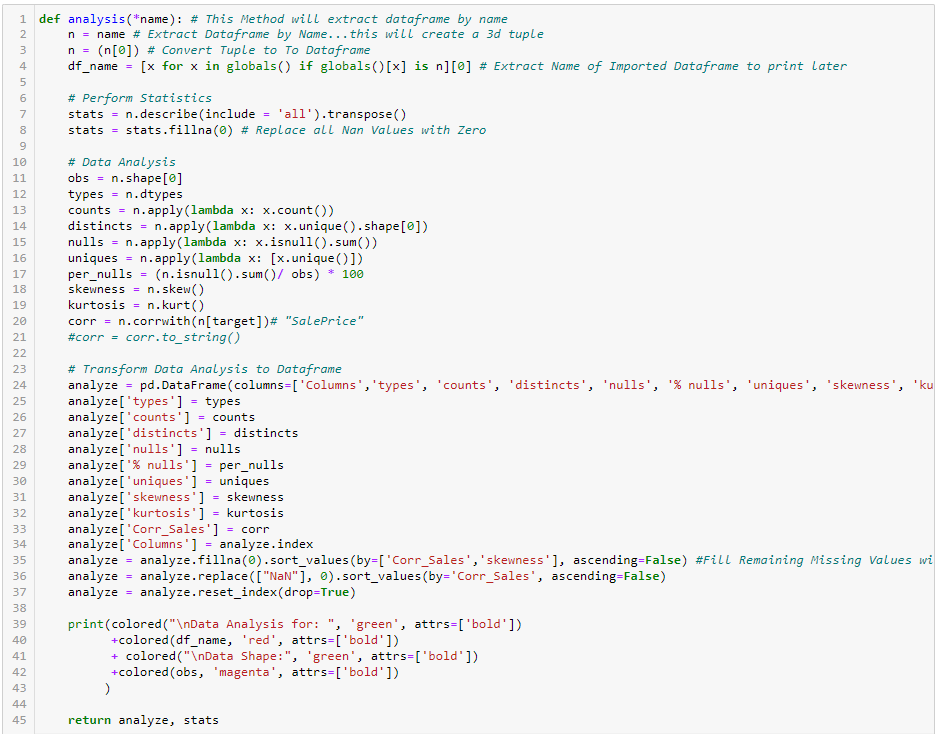 1 def analysis(*name): # This Method will extract dataframe by name
2     n = name # Extract Dataframe by Name...this will create a 3d tuple
3     n = (n[0]) # Convert Tuple to To Dataframe
4     df_name = [x for x in globals() if globals()[x] is n][0] # Extract Name of Imported Dataframe to print later
5
6     # Perform Statistics
7     stats = n.describe(include = 'all').transpose()
8     stats = stats.fillna(0) # Replace all Nan Values with Zero
9
10     # Data Analysis
11     obs = n.shape[0]
12     types = n.dtypes
13     counts = n.apply(lambda x: x.count())
14     distincts = n.apply(lambda x: x.unique().shape[0])
15     nulls = n.apply(lambda x: x.isnull().sum())
16     uniques = n.apply(lambda x: [x.unique()])
17     per_nulls = (n.isnull().sum()/ obs) * 100
18     skewness = n.skew()
19     kurtosis = n.kurt()
20     corr = n.corrwith(n[target])# "SalePrice"
21     #corr = corr.to_string()
22
23     # Transform Data Analysis to Dataframe
24     analyze = pd.DataFrame(columns=['Columns','types', 'counts', 'distincts', 'nulls', '% nulls', 'uniques', 'skewness', 'ku
25     analyze['types'] = types
26     analyze['counts'] = counts
27     analyze['distincts'] = distincts
28     analyze['nulls'] = nulls
29     analyze['% nulls'] = per_nulls
30     analyze['uniques'] = uniques
31     analyze['skewness'] = skewness
32     analyze['kurtosis'] = kurtosis
33     analyze['Corr_Sales'] = corr
34     analyze['Columns'] = analyze.index
35     analyze = analyze.fillna(0).sort_values(by=['Corr_Sales','skewness'], ascending=False) #Fill Remaining Missing Values wi
36     analyze = analyze.replace(["NaN"], 0).sort_values(by='Corr_Sales', ascending=False)
37     analyze = analyze.reset_index(drop=True)
38
39     print(colored("\nData Analysis for: ", 'green', attrs=['bold'])
40           +colored(df_name, 'red', attrs=['bold'])
41           + colored("\nData Shape:", 'green', attrs=['bold'])
42           +colored(obs, 'magenta', attrs=['bold'])
43          )
44
45     return analyze, stats